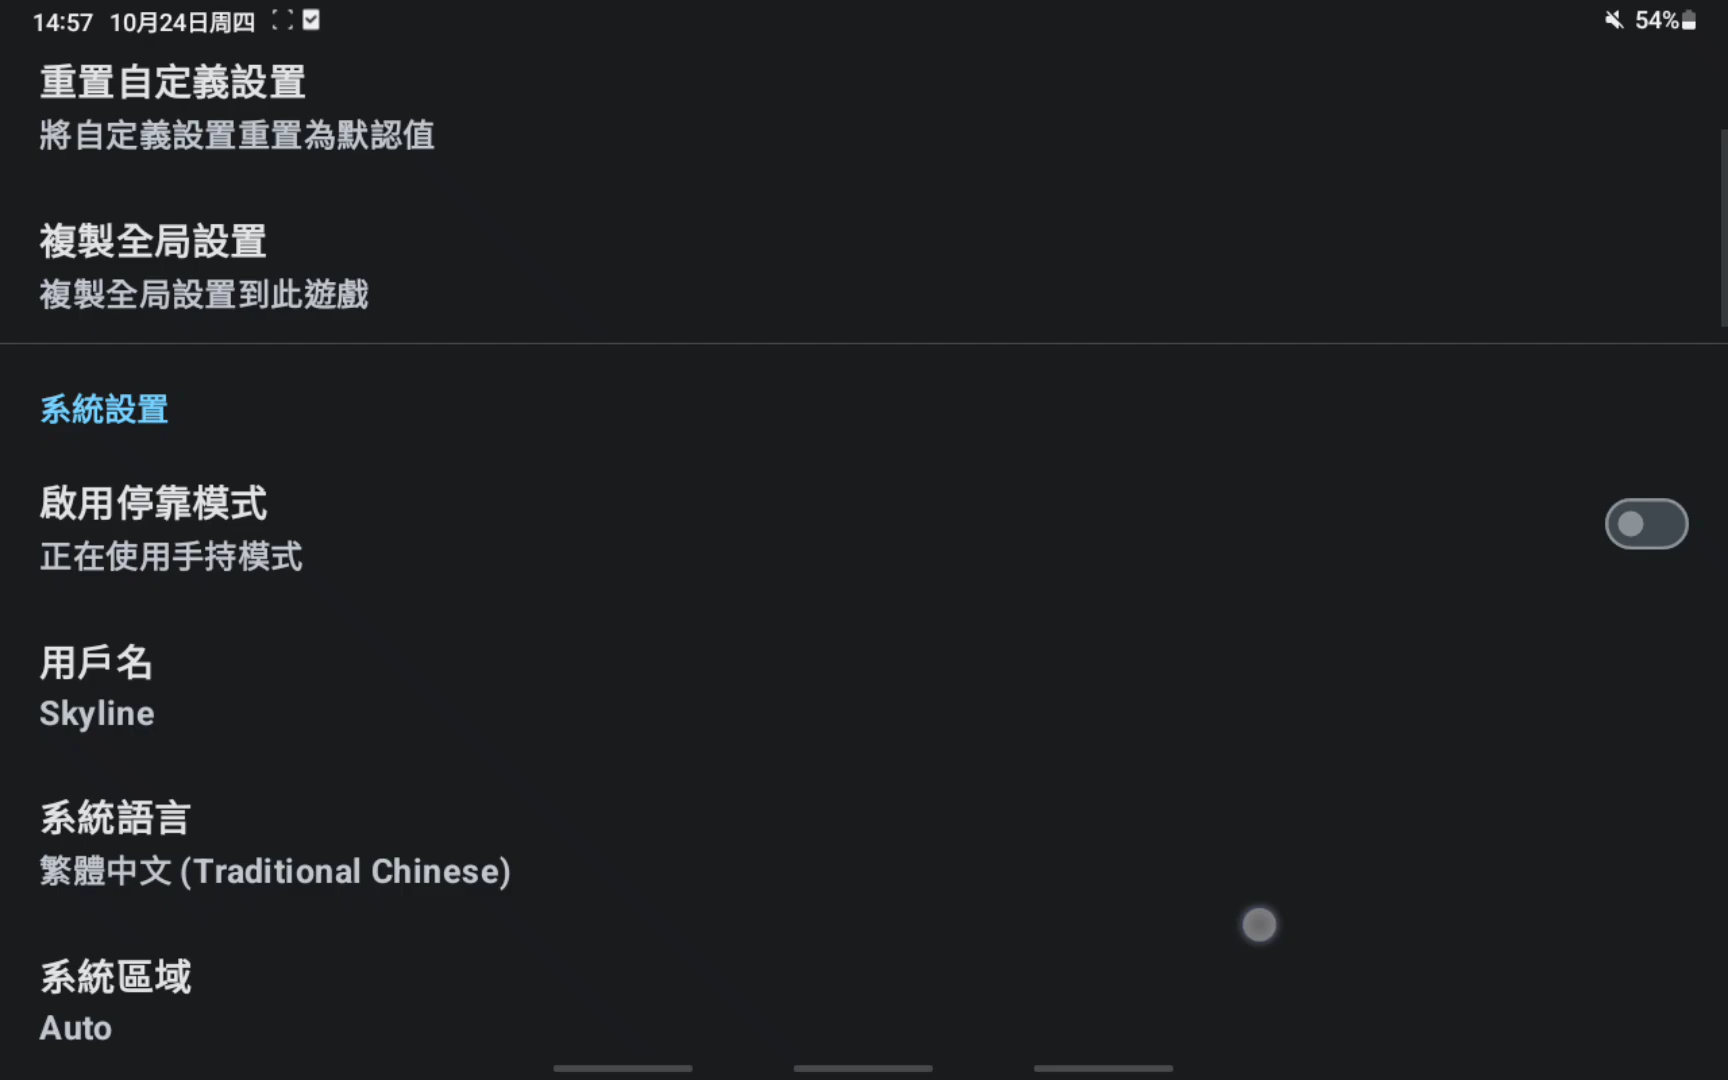 14:57 10月24日周四 54%
重置自定義設置
將自定義設置重置為默認值
複製全局設置
複製全局設置到此遊戲
系統設置
啟用停靠模式
正在使用手持模式
用戶名
Skyline
系統語言
繁體中文 (Traditional Chinese)
系統區域
Auto